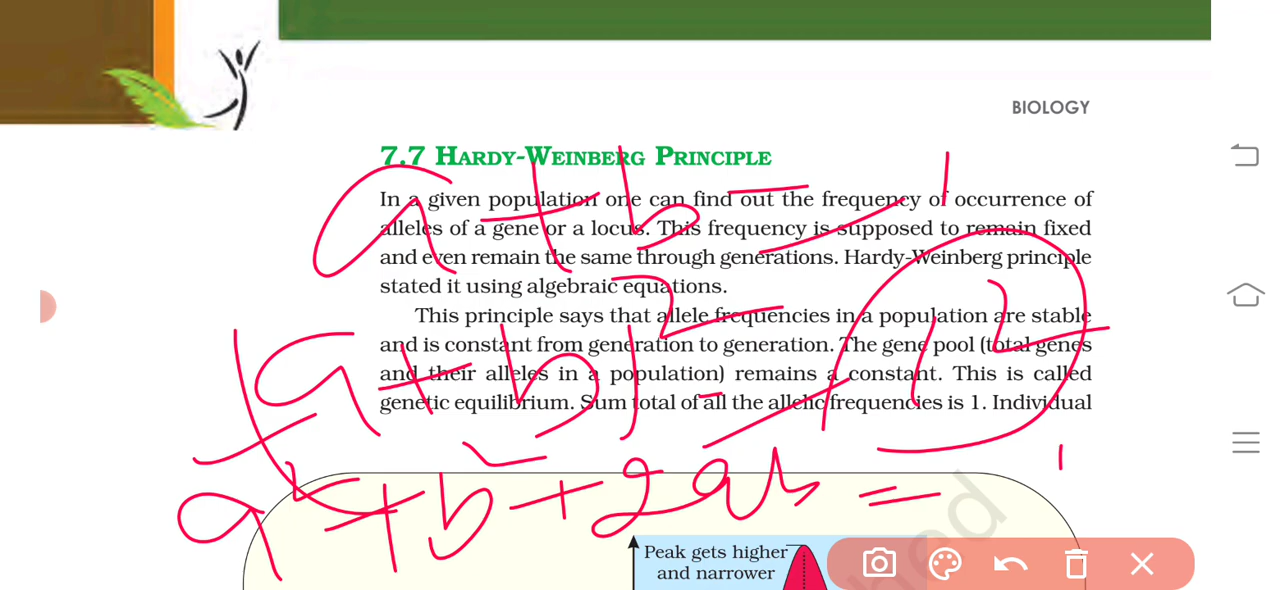 BIOLOGY
7.7 HARDY-WEINBERG PRINCIPLE
In a given population one can find out the frequency of occurrence of
alleles of a gene or a locus. This frequency is supposed to remain fixed
and even remain the same through generations. Hardy-Weinberg principle
stated it using algebraic equations.
This principle says that allele frequencies in a population are stable
and is constant from generation to generation. The gene pool (total genes
and their alleles in a population) remains a constant. This is called
genetic equilibrium. Sum total of all the allelic frequencies is 1. Individual
a + b = 1
(a + b)² = (1)²
a² + b² + 2ab = 1
Peak gets higher
and narrower